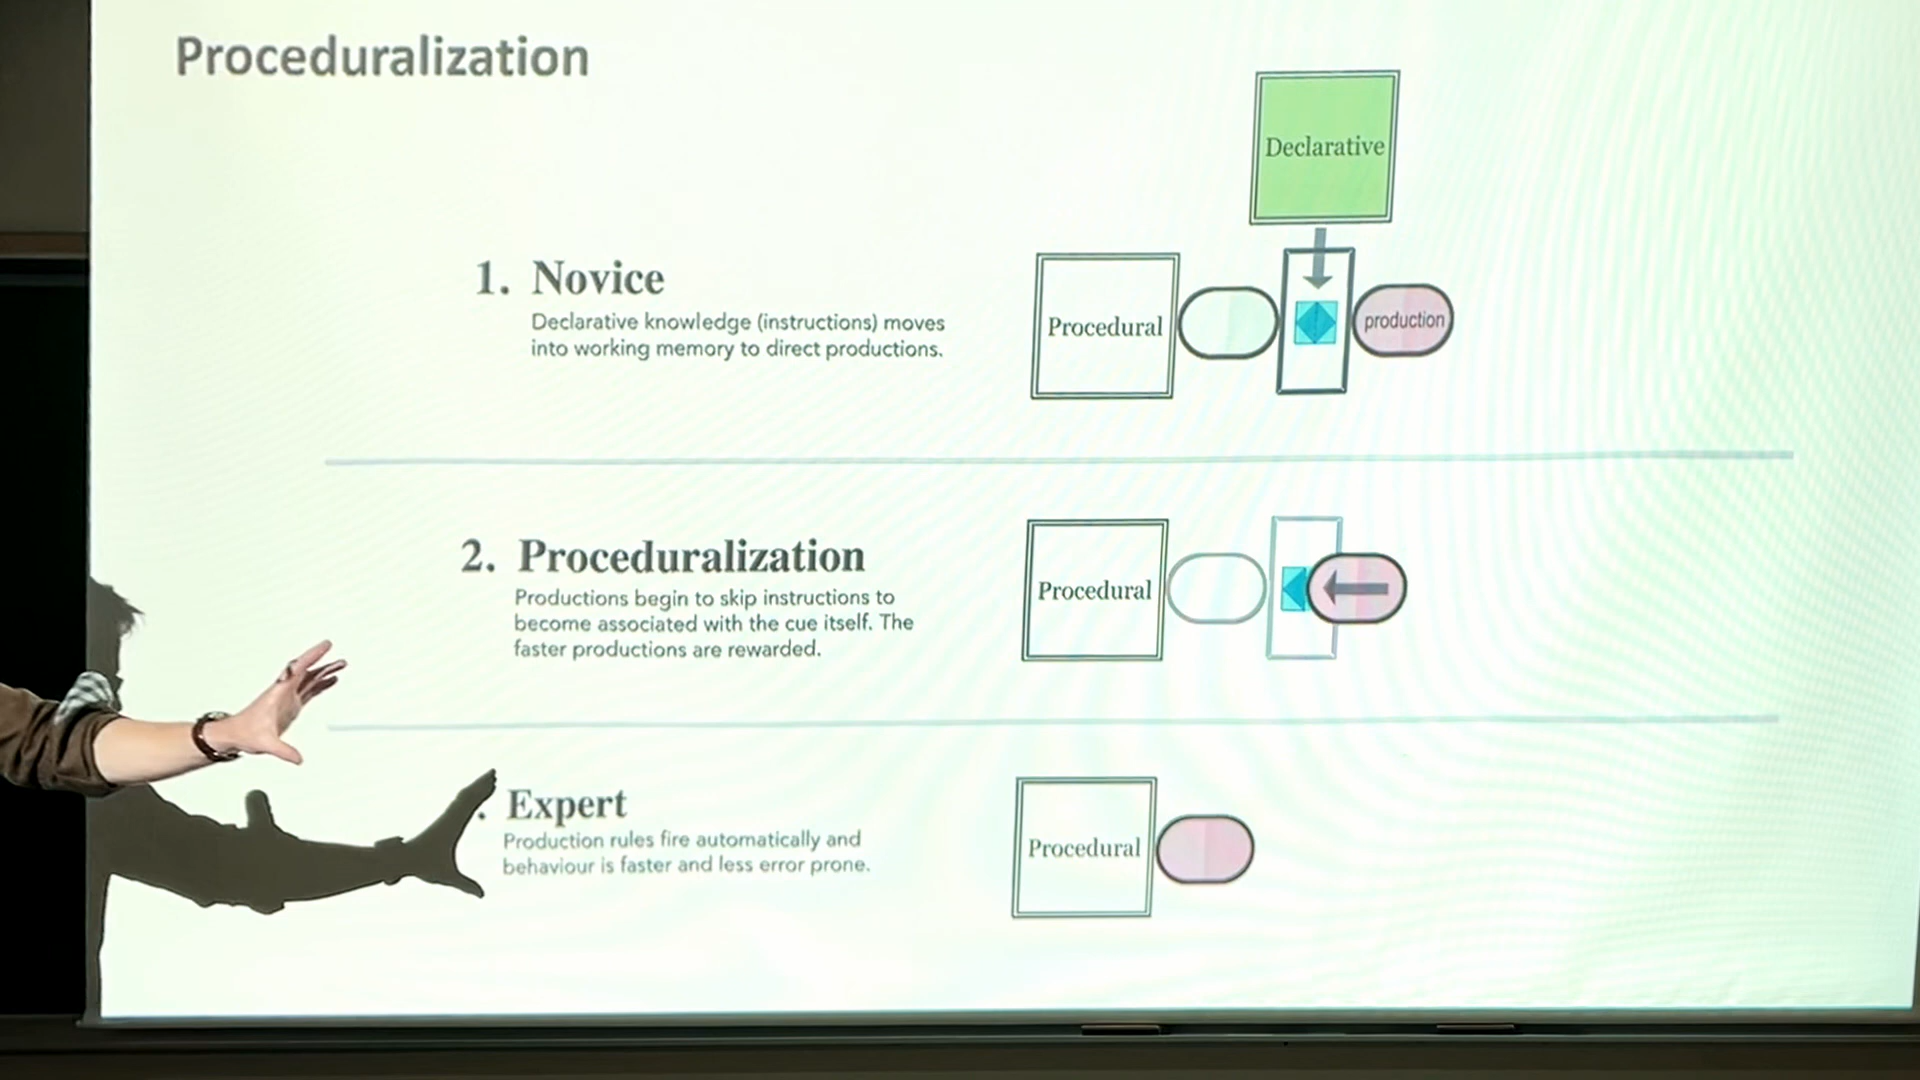 Proceduralization
Declarative
1. Novice
Declarative knowledge (instructions) moves
into working memory to direct productions.
Procedural
production
2. Proceduralization
Productions begin to skip instructions to
become associated with the cue itself. The
faster productions are rewarded.
Procedural
. Expert
Production rules fire automatically and
behaviour is faster and less error prone.
Procedural